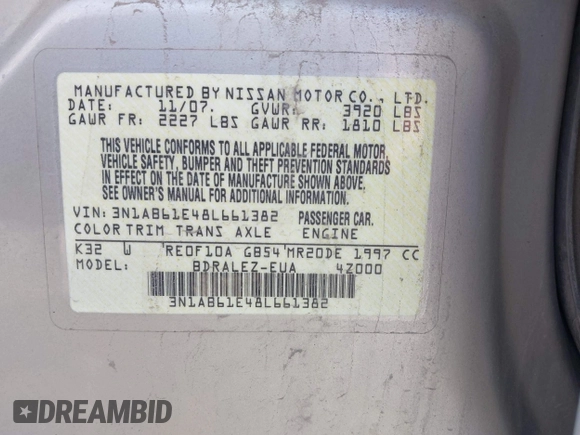 MANUFACTURED BY NISSAN MOTOR CO., LTD.
DATE: 11/07. GVWR: 3920 LBS
GAWR FR: 2227 LBS GAWR RR: 1810 LBS
THIS VEHICLE CONFORMS TO ALL APPLICABLE FEDERAL MOTOR
VEHICLE SAFETY, BUMPER AND THEFT PREVENTION STANDARDS
IN EFFECT ON THE DATE OF MANUFACTURE SHOWN ABOVE.
SEE OWNER'S MANUAL FOR ADDITIONAL INFORMATION.
VIN: 3N1AB61E48L661382 PASSENGER CAR.
COLOR TRIM TRANS AXLE ENGINE
K32 W RE0F10A GB54 MR20DE 1997 CC
MODEL: BDRALEZ-EUA 4Z000
3N1AB61E48L661382
DREAMBID